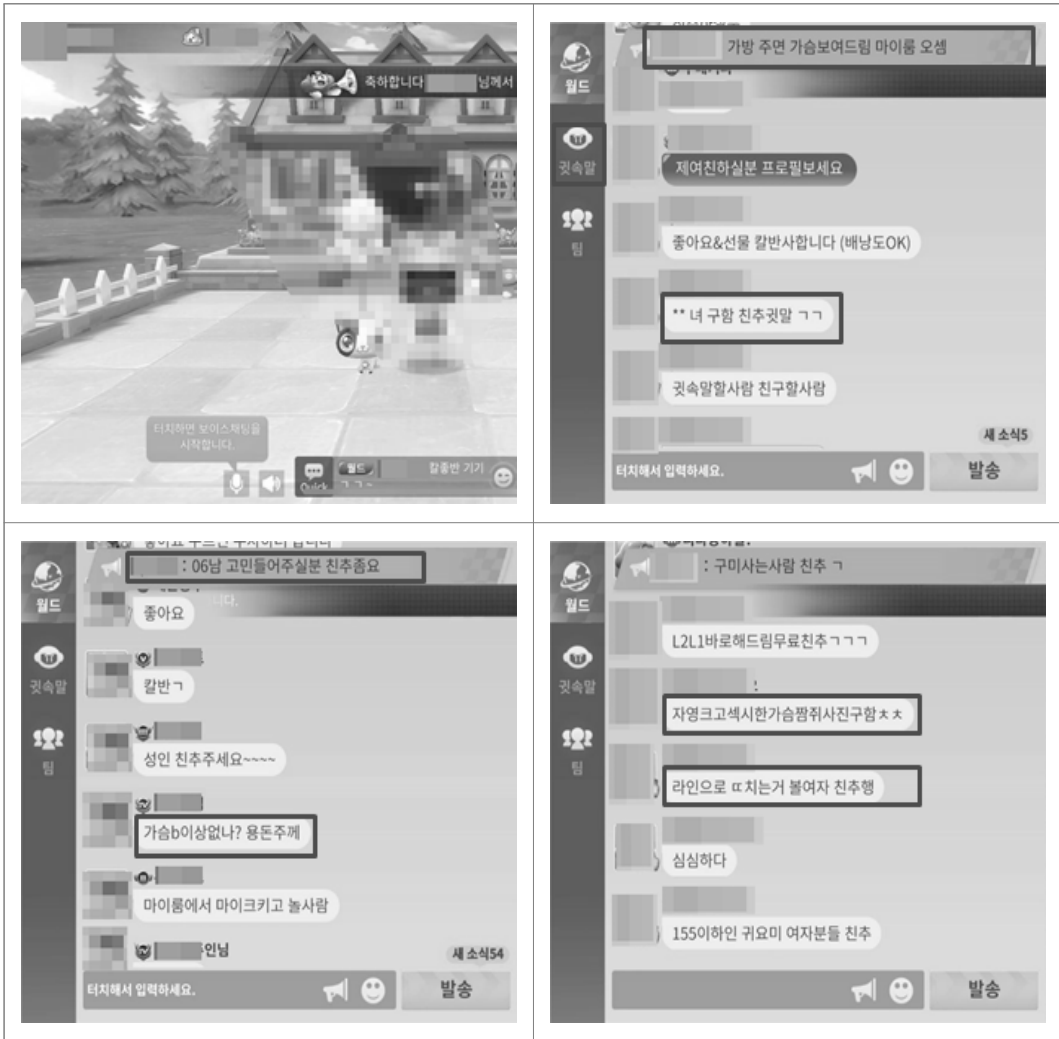 축하합니다 님께서
터치하면 보이스채팅을
시작합니다.
Quick
월드 칼종반 기기
ㄱㄱ~
가방 주면 가슴보여드림 마이룸 오셈
월드
귓속말
팀
제여친하실분 프로필보세요
좋아요&선물 칼반사합니다 (배낭도OK)
** 녀 구함 친추귓말 ㄱㄱ
귓속말할사람 친구할사람
새 소식5
터치해서 입력하세요.
발송
: 06남 고민들어주실분 친추좀요
월드
귓속말
팀
니다.
좋아요
칼반ㄱ
성인 친추주세요~~~~
가슴b이상없나? 용돈주께
마이룸에서 마이크키고 놀사람
인님
새 소식54
터치해서 입력하세요.
발송
: 구미사는사람 친추 ㄱ
월드
귓속말
팀
L2L1바로해드림무료친추ㄱㄱㄱ
:
자영크고섹시한가슴짬쥐사진구함ㅊㅊ
라인으로 ㄸ치는거 볼여자 친추행
심심하다
155이하인 귀요미 여자분들 친추
발송